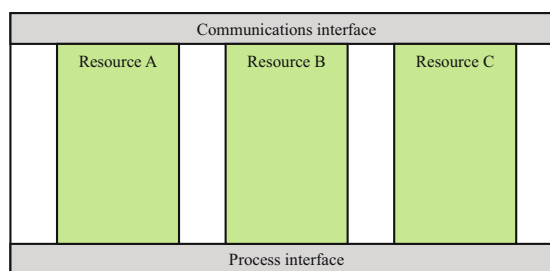 Communications interface
Resource A
Resource B
Resource C
Process interface